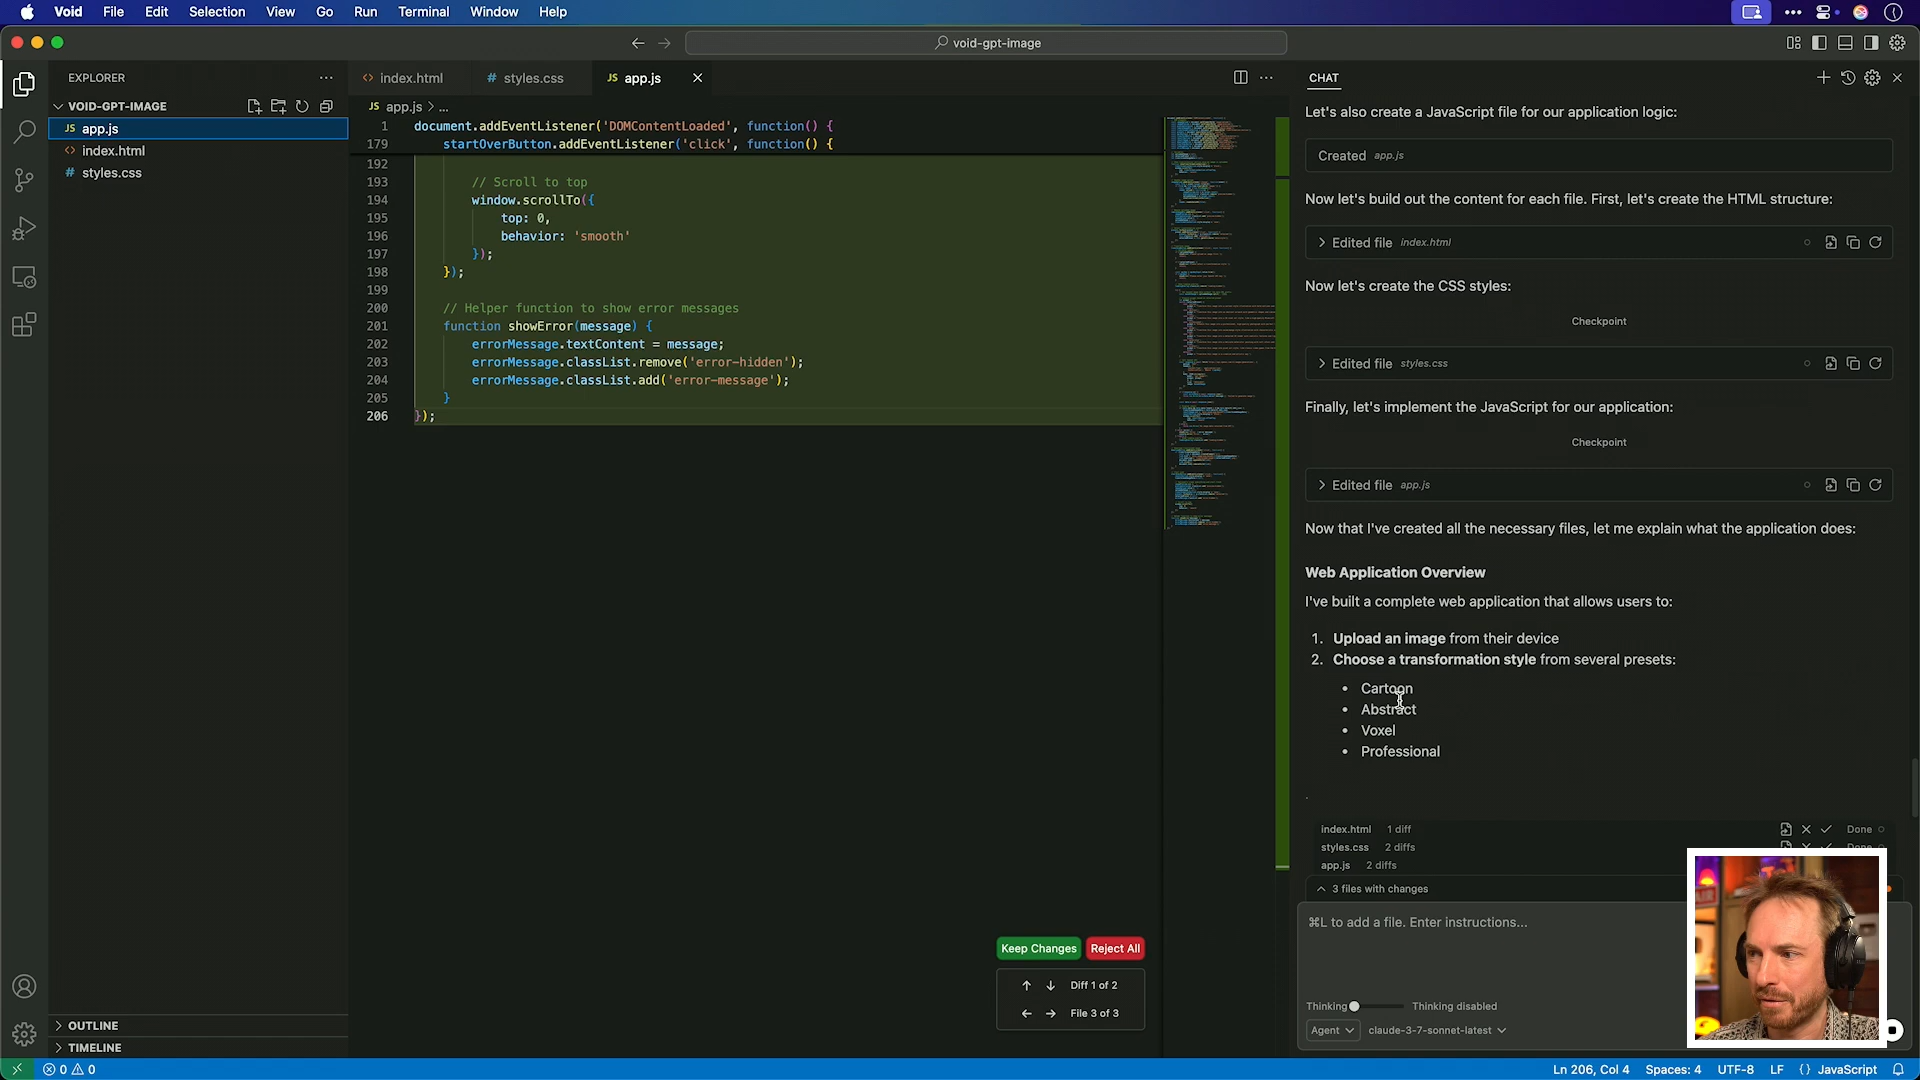 Void File Edit Selection View Go Run Terminal Window Help
void-gpt-image
EXPLORER
VOID-GPT-IMAGE
JS app.js
<> index.html
# styles.css
OUTLINE
TIMELINE
<> index.html
# styles.css
JS app.js
JS app.js > ...
1 document.addEventListener('DOMContentLoaded', function() {
179 startOverButton.addEventListener('click', function() {
192
193 // Scroll to top
194 window.scrollTo({
195 top: 0,
196 behavior: 'smooth'
197 });
198 });
199
200 // Helper function to show error messages
201 function showError(message) {
202 errorMessage.textContent = message;
203 errorMessage.classList.remove('error-hidden');
204 errorMessage.classList.add('error-message');
205 }
206 });
Keep Changes Reject All
↑ ↓ Diff 1 of 2
← → File 3 of 3
CHAT
Let's also create a JavaScript file for our application logic:
Created app.js
Now let's build out the content for each file. First, let's create the HTML structure:
Edited file index.html
Now let's create the CSS styles:
Checkpoint
Edited file styles.css
Finally, let's implement the JavaScript for our application:
Checkpoint
Edited file app.js
Now that I've created all the necessary files, let me explain what the application does:
Web Application Overview
I've built a complete web application that allows users to:
1. Upload an image from their device
2. Choose a transformation style from several presets:
• Cartoon
• Abstract
• Voxel
• Professional
index.html 1 diff Done
styles.css 2 diffs Done
app.js 2 diffs
3 files with changes
⌘L to add a file. Enter instructions...
Thinking Thinking disabled
Agent claude-3-7-sonnet-latest
0 0
Ln 206, Col 4 Spaces: 4 UTF-8 LF {} JavaScript